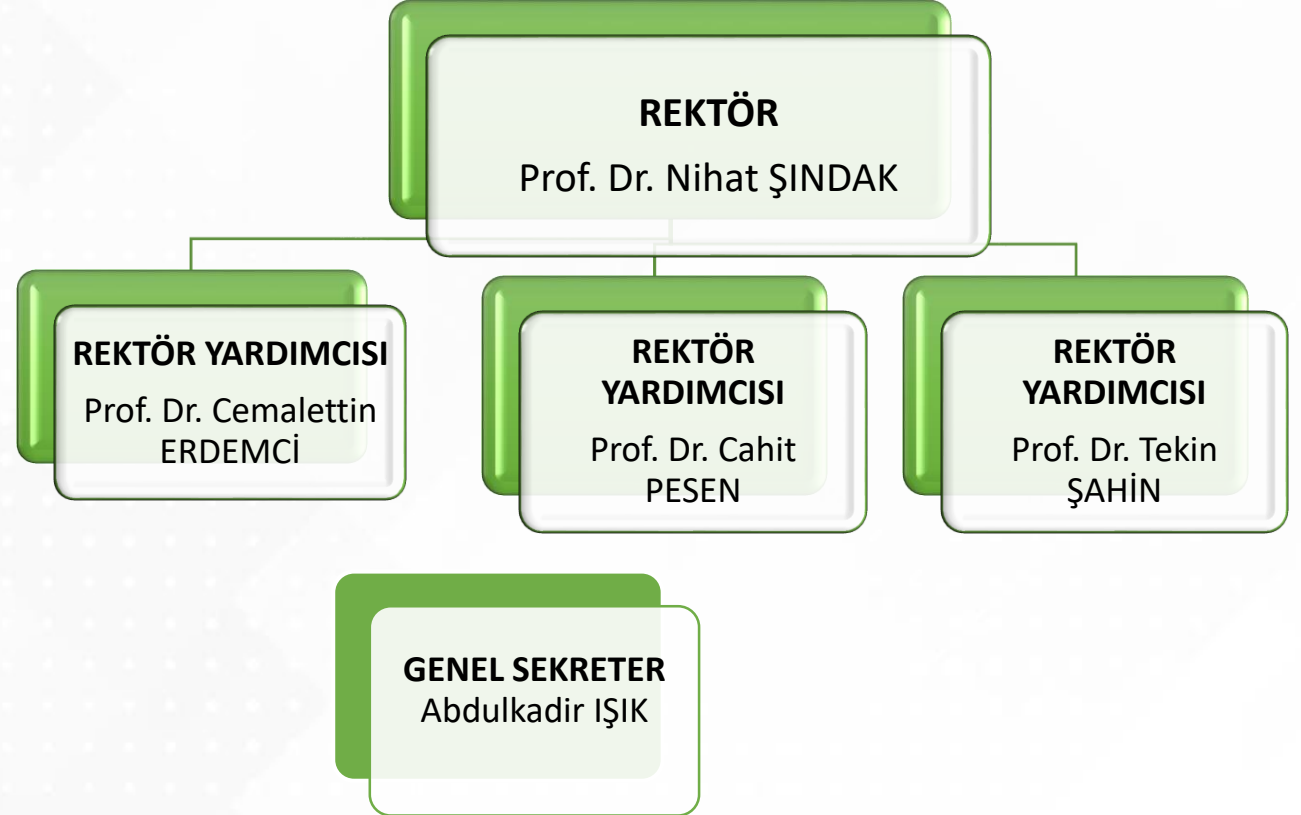 REKTÖR
Prof. Dr. Nihat ŞINDAK
REKTÖR YARDIMCISI
Prof. Dr. Cemalettin
ERDEMCİ
REKTÖR
YARDIMCISI
Prof. Dr. Cahit
PESEN
REKTÖR
YARDIMCISI
Prof. Dr. Tekin
ŞAHİN
GENEL SEKRETER
Abdulkadir IŞIK